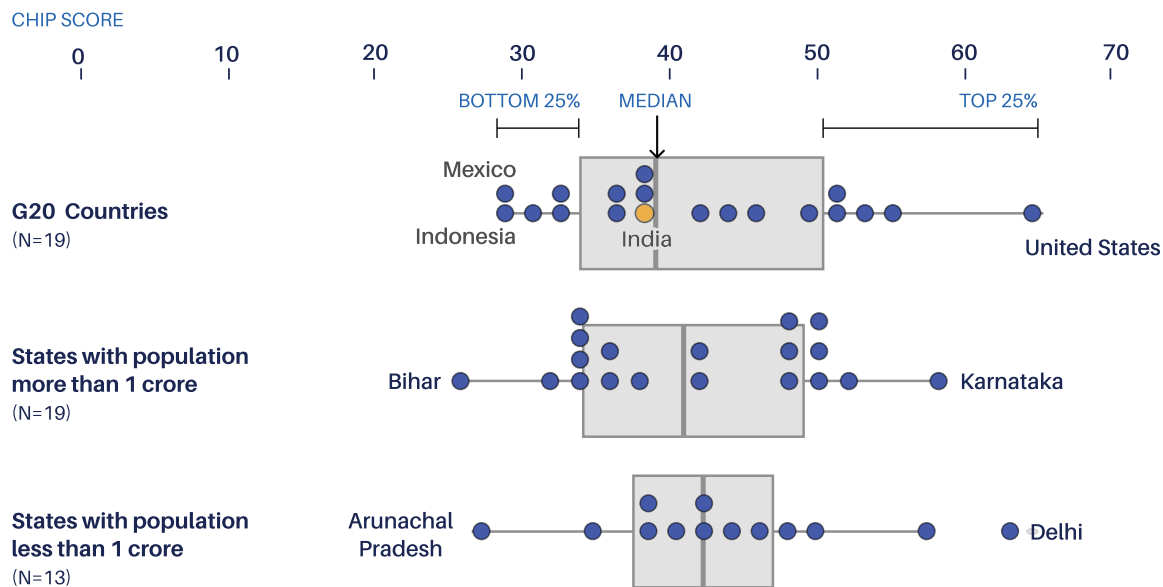 CHIP SCORE
0 10 20 30 40 50 60 70
BOTTOM 25% MEDIAN TOP 25%
Mexico
G20 Countries
(N=19)
Indonesia
India
United States
States with population
more than 1 crore
(N=19)
Bihar
Karnataka
States with population
less than 1 crore
(N=13)
Arunachal
Pradesh
Delhi